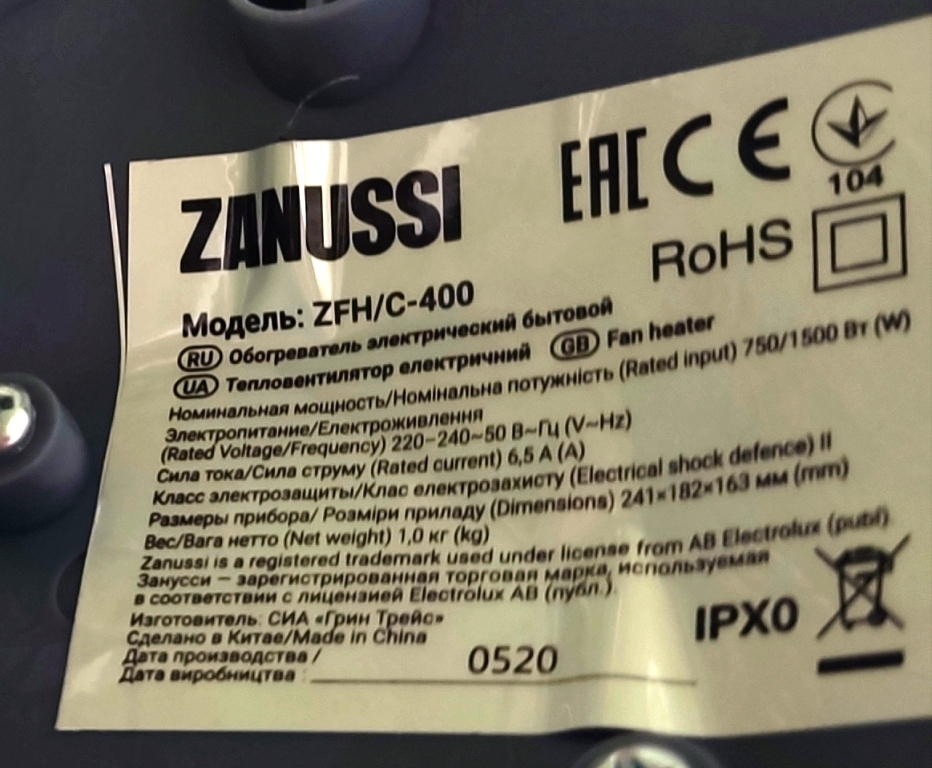 ZANUSSI
EAC CE
104
RoHS
Модель: ZFH/C-400
RU Обогреватель электрический бытовой
UA Тепловентилятор електричний GB Fan heater
Номинальная мощность/Номінальна потужність (Rated input) 750/1500 Вт (W)
Электропитание/Електроживлення
(Rated Voltage/Frequency) 220-240~50 В~Гц (V~Hz)
Сила тока/Сила струму (Rated current) 6,5 А (A)
Класс электрозащиты/Клас електрозахисту (Electrical shock defence) II
Размеры прибора/ Розміри приладу (Dimensions) 241×182×163 мм (mm)
Вес/Вага нетто (Net weight) 1,0 кг (kg)
Zanussi is a registered trademark used under license from AB Electrolux (publ).
Занусси — зарегистрированная торговая марка, используемая
в соответствии с лицензией Electrolux AB (публ.).
Изготовитель: СИА «Грин Трейс»
Сделано в Китае/Made in China
IPX0
Дата производства /
Дата виробництва : 0520